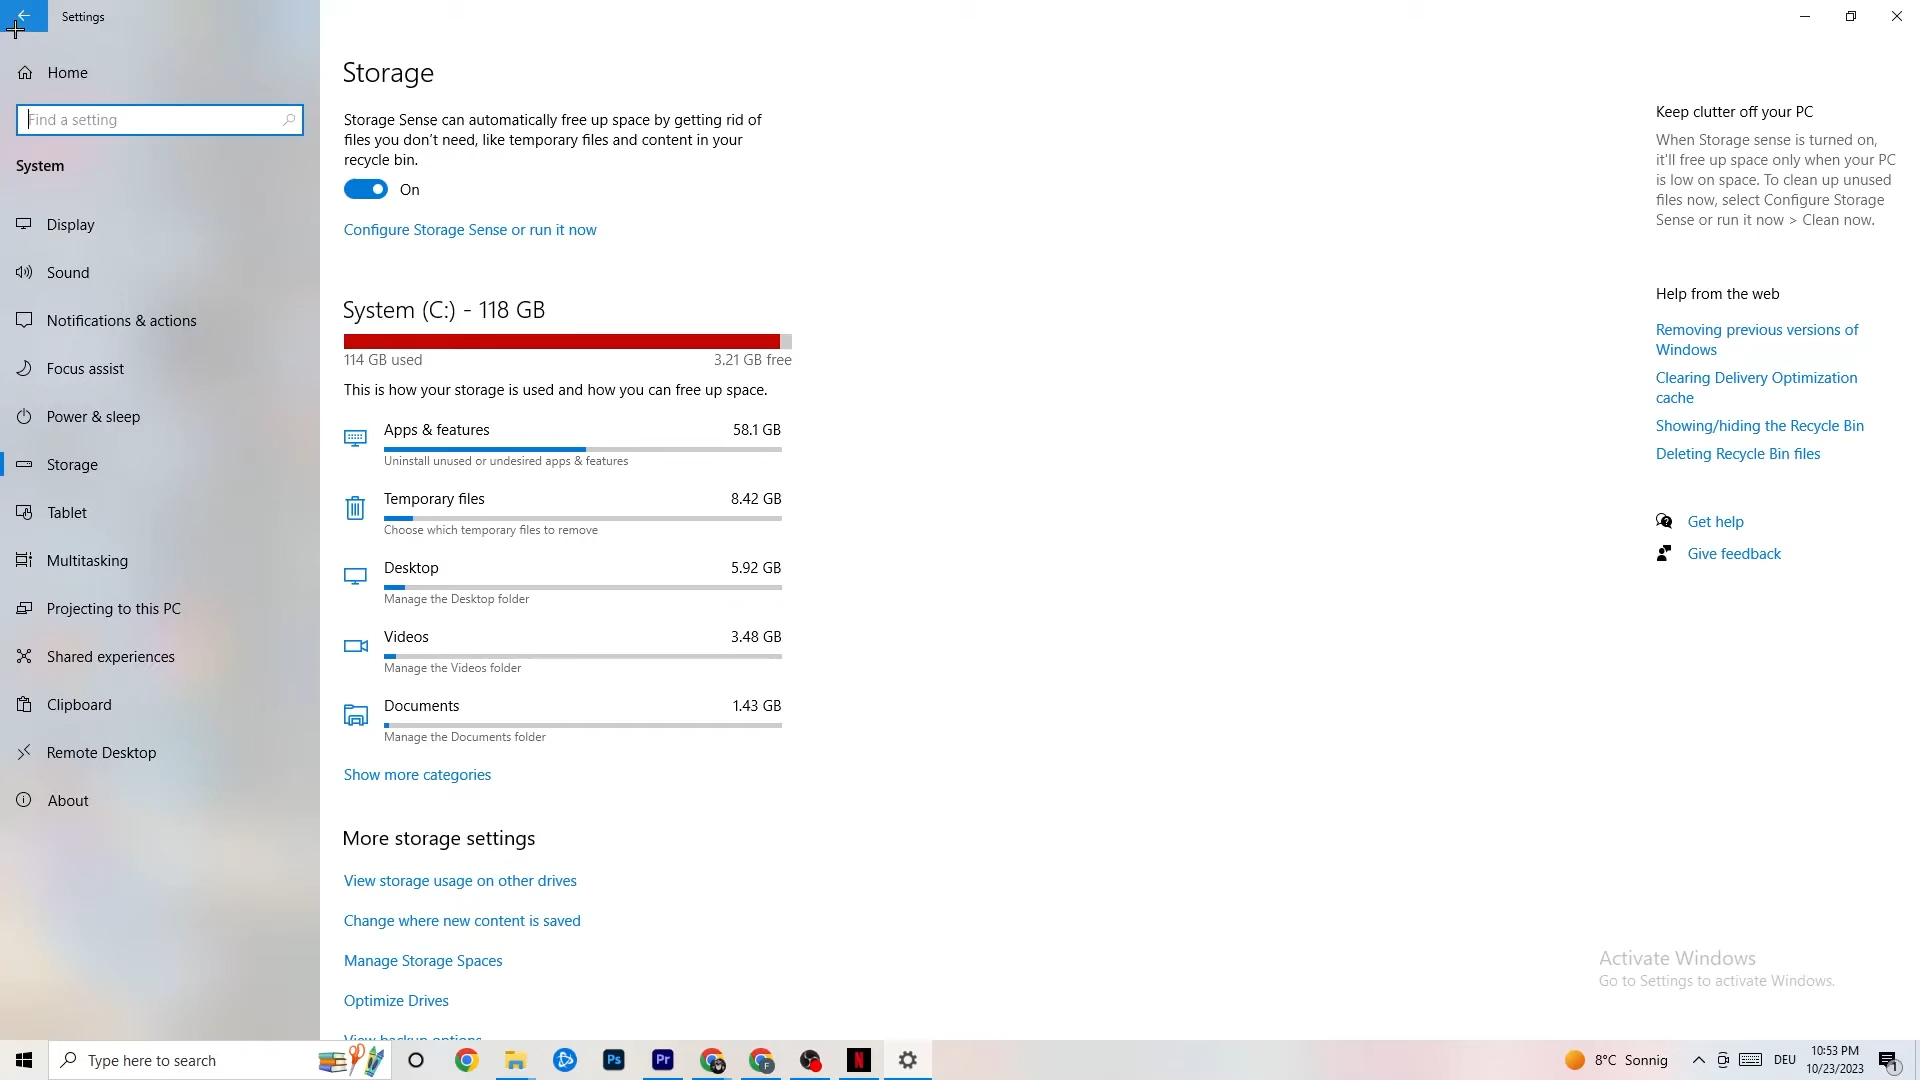 Settings
Home
Find a setting
System
Display
Sound
Notifications & actions
Focus assist
Power & sleep
Storage
Tablet
Multitasking
Projecting to this PC
Shared experiences
Clipboard
Remote Desktop
About
Storage
Storage Sense can automatically free up space by getting rid of
files you don't need, like temporary files and content in your
recycle bin.
On
Configure Storage Sense or run it now
System (C:) - 118 GB
114 GB used 3.21 GB free
This is how your storage is used and how you can free up space.
Apps & features 58.1 GB
Uninstall unused or undesired apps & features
Temporary files 8.42 GB
Choose which temporary files to remove
Desktop 5.92 GB
Manage the Desktop folder
Videos 3.48 GB
Manage the Videos folder
Documents 1.43 GB
Manage the Documents folder
Show more categories
More storage settings
View storage usage on other drives
Change where new content is saved
Manage Storage Spaces
Optimize Drives
View backup options
Keep clutter off your PC
When Storage sense is turned on,
it'll free up space only when your PC
is low on space. To clean up unused
files now, select Configure Storage
Sense or run it now > Clean now.
Help from the web
Removing previous versions of
Windows
Clearing Delivery Optimization
cache
Showing/hiding the Recycle Bin
Deleting Recycle Bin files
Get help
Give feedback
Activate Windows
Go to Settings to activate Windows.
Type here to search
Ps
Pr
F
N
8°C Sonnig
DEU
10:53 PM
10/23/2023
1